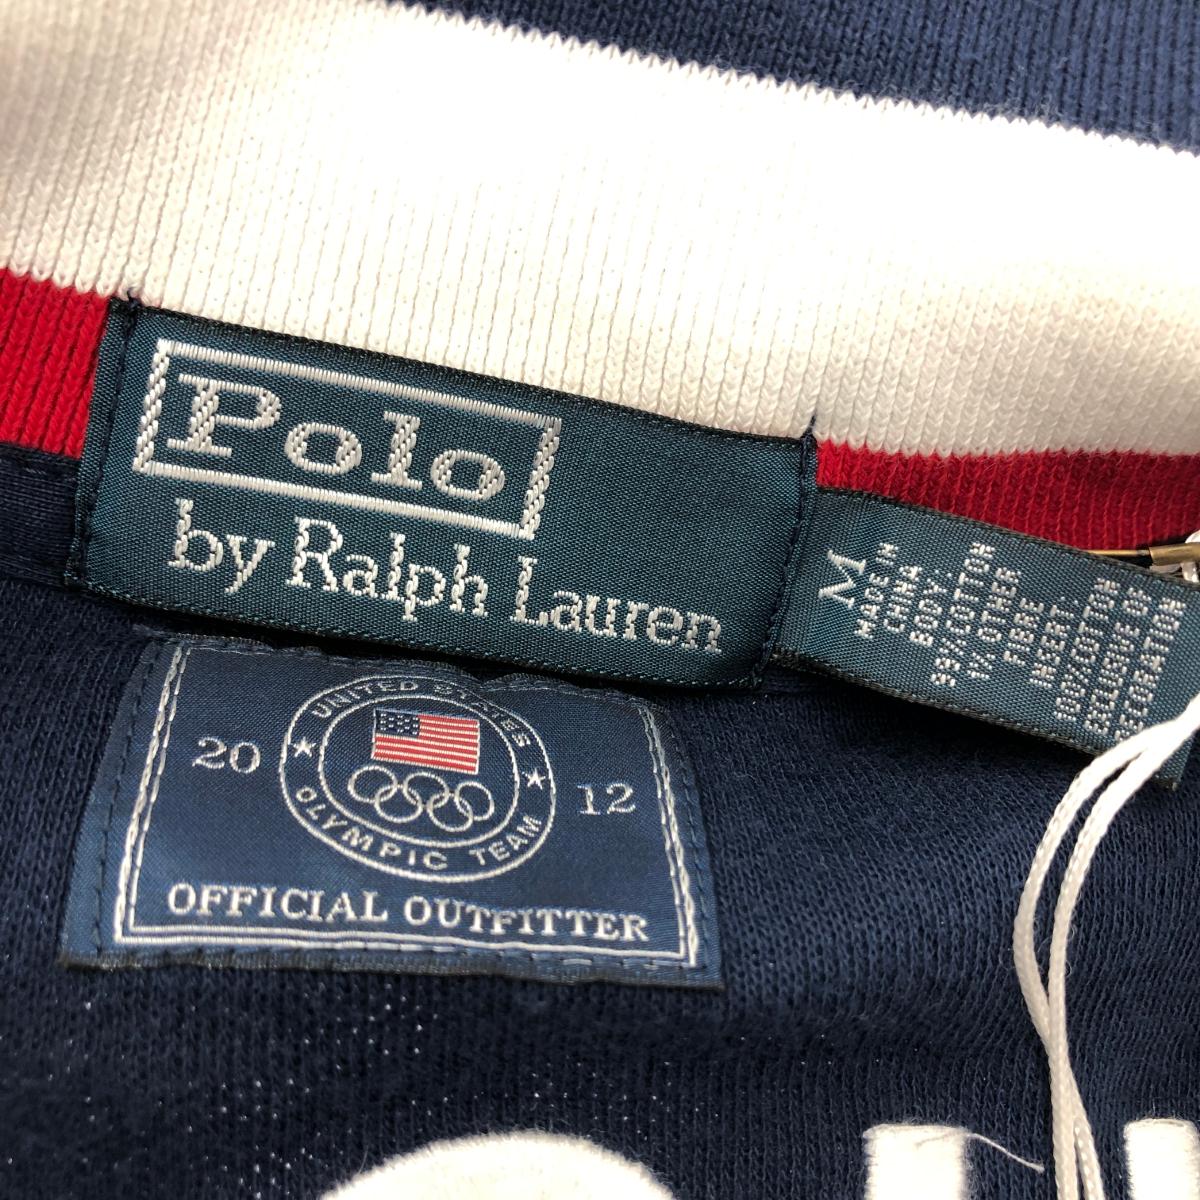 Polo
by Ralph Lauren
M
MADE IN
CHINA
BODY:
99% COTTON
1% OTHER
FIBRE
INSERT:
100% COTTON
EXCLUSIVE OF
DECORATION
UNITED STATES
20 12
OLYMPIC TEAM
OFFICIAL OUTFITTER